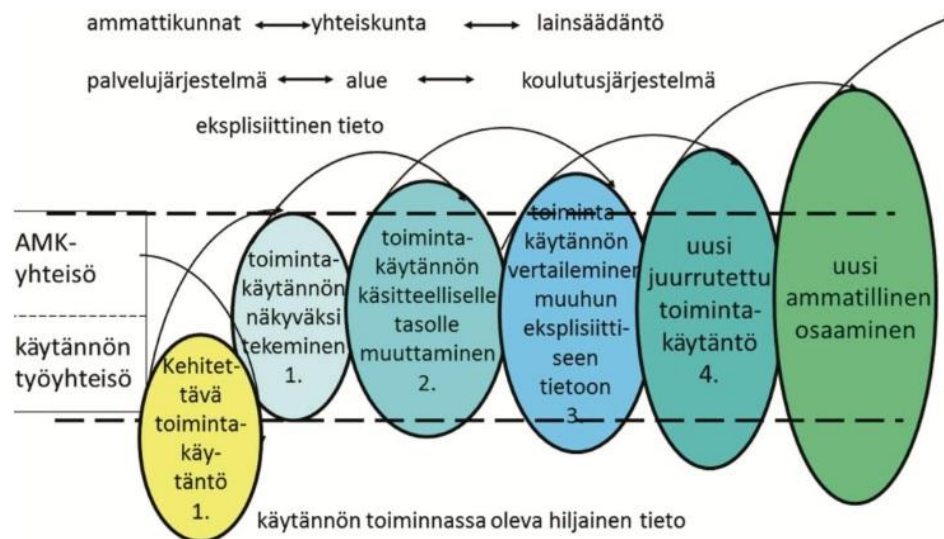 ammattikunnat yhteiskunta lainsäädäntö
palvelujärjestelmä alue koulutusjärjestelmä
eksplisiittinen tieto
AMK-
yhteisö
käytännön
työyhteisö
Kehitet-
tävä
toiminta-
käy-
täntö
1.
toiminta-
käytännön
näkyväksi
tekeminen
1.
toiminta-
käytännön
käsitteelliselle
tasolle
muuttaminen
2.
toiminta
käytännön
vertaileminen
muuhun
eksplisiitti-
seen
tietoon
3.
uusi
juurrutettu
toiminta-
käytäntö
4.
uusi
ammatillinen
osaaminen
käytännön toiminnassa oleva hiljainen tieto